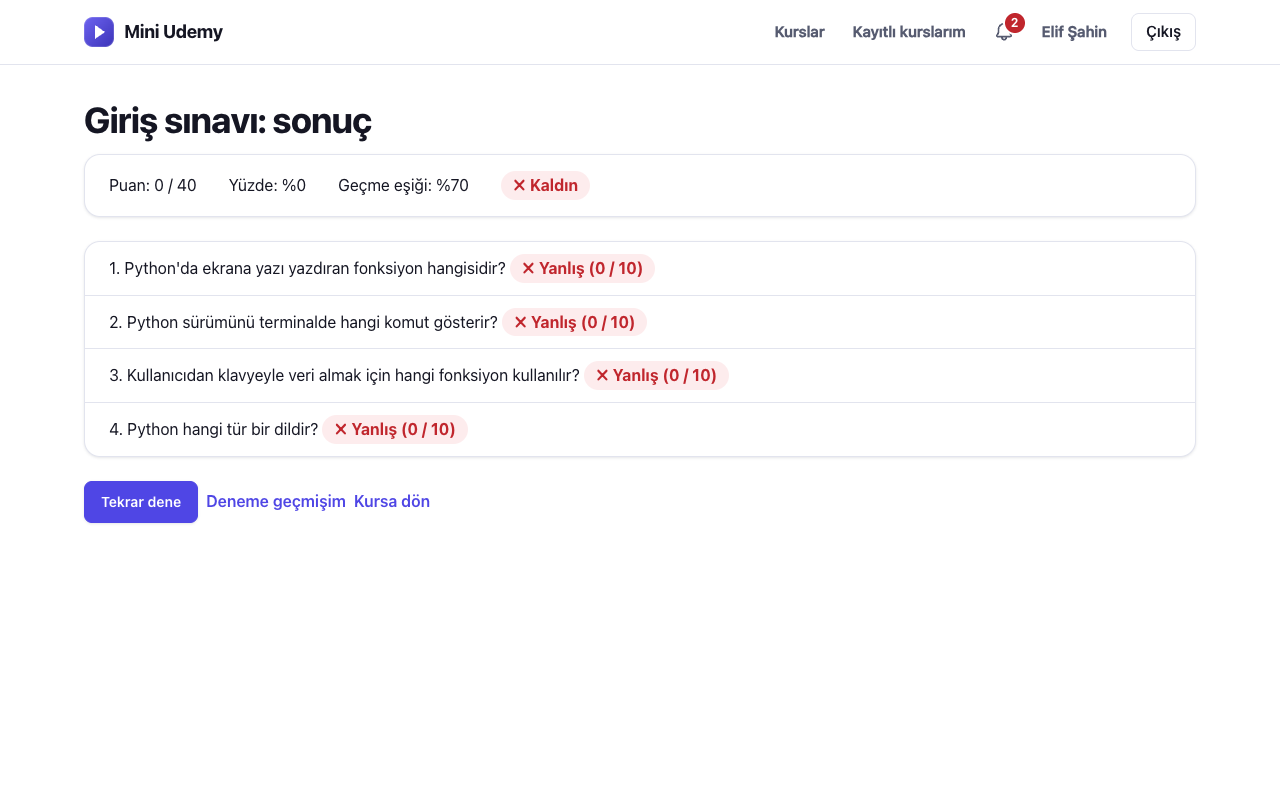 Mini Udemy
Kurslar Kayıtlı kurslarım 2 Elif Şahin Çıkış
Giriş sınavı: sonuç
Puan: 0 / 40 Yüzde: %0 Geçme eşiği: %70 ✕ Kaldın
1. Python'da ekrana yazı yazdıran fonksiyon hangisidir? ✕ Yanlış (0 / 10)
2. Python sürümünü terminalde hangi komut gösterir? ✕ Yanlış (0 / 10)
3. Kullanıcıdan klavyeyle veri almak için hangi fonksiyon kullanılır? ✕ Yanlış (0 / 10)
4. Python hangi tür bir dildir? ✕ Yanlış (0 / 10)
Tekrar dene Deneme geçmişim Kursa dön